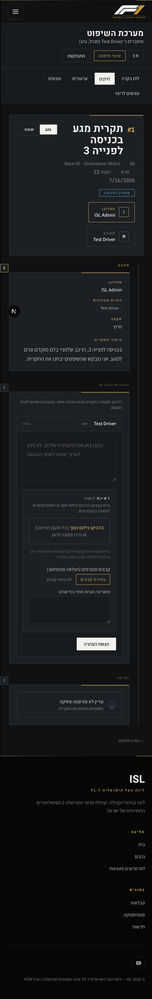 F1
ISRAELI SUPER LEAGUE
מערכת השיפוט
מחוברים כ־Test Driver (מנהל, נהג)
EN
שינוי סיסמה
התנתקות
לוח בקרה
תיקים
ערעורים
עונשים
עונשים לריצוי
#1
תקרית מגע
בכניסה
לפנייה 3
נהג
שופט
S6 · Race 05 - Silverstone (Main)
· מרוץ · הקפה 12 ·
7/16/2026
ממתין לתגובה
↑
מתלונן
ISL Admin
▣
מעורב
Test Driver
1
תלונה
מתלונן
ISL Admin
נהגים מעורבים
Test Driver
מקצה
מרוץ
תיאור התקרית
בכניסה לפנייה 3, הרכב שלפניי בלם מוקדם וגרם
למגע. אני מבקש שהשופטים יבחנו את התקרית.
N
2
הצהרות הנהגים
כל נהג המעורב בתקרית מגיש הצהרה אחת. ההצהרות סופיות לאחר
ההגשה.
Test Driver
אתם
ממתין
כתבו כאן את ההצהרה שלכם. לא ניתן
לערוך אותה לאחר ההגשה.
ראיות (רשות)
צרפו קבצים, הדביקו צילומי מסך או הוסיפו קישורים
לתמיכה בהצהרתכם.
הדביקו צילום מסך בכל מקום (Ctrl+V)
או גררו תמונה לכאן
צילומי מסך שהודבקו עם Ctrl+V מצורפים אוטומטית. ניתן
גם לגרור ולשחרר קובצי תמונה למעלה.
קבצים מצורפים (העלאה מהמחשב)
בחירת קבצים
לא נבחרו קבצים
קישורים / הערות (אחד בכל שורה)
הגשת הצהרה
3
פסיקה
עדיין לא פורסמה פסיקה
השופטים בוחנים את התקרית.
← חזרה לתיקים
ISL
ליגת העל הישראלית ל-F1
ליגה בניהול הקהילה. קהילת מרוצי הפורמולה 1 הסימולטיביים
התחרותית של ישראל.
הליגה
בית
נהגים
לוח מרוצים ותוצאות
נתונים
טבלאות
סטטיסטיקה
חדשות
© 2026 ISL — ליגת העל הישראלית ל-F1. איננו מסונפים לפורמולה 1 או ל-FOM.